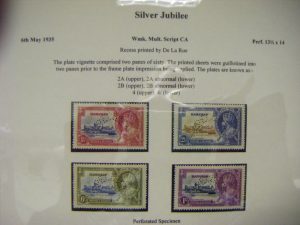 Silver Jubilee
6th May 1935
Wmk. Mult. Script CA
Perf. 13½ x 14
Recess printed by De La Rue
The plate vignette comprised two panes of sixty. The printed sheets were guillotined into
two panes prior to the frame plate impression being applied. The plates are known as:
2A (upper), 2A abnormal (lower)
2B (upper), 2B abnormal (lower)
4 (upper) & (lower)
Perforated Specimen